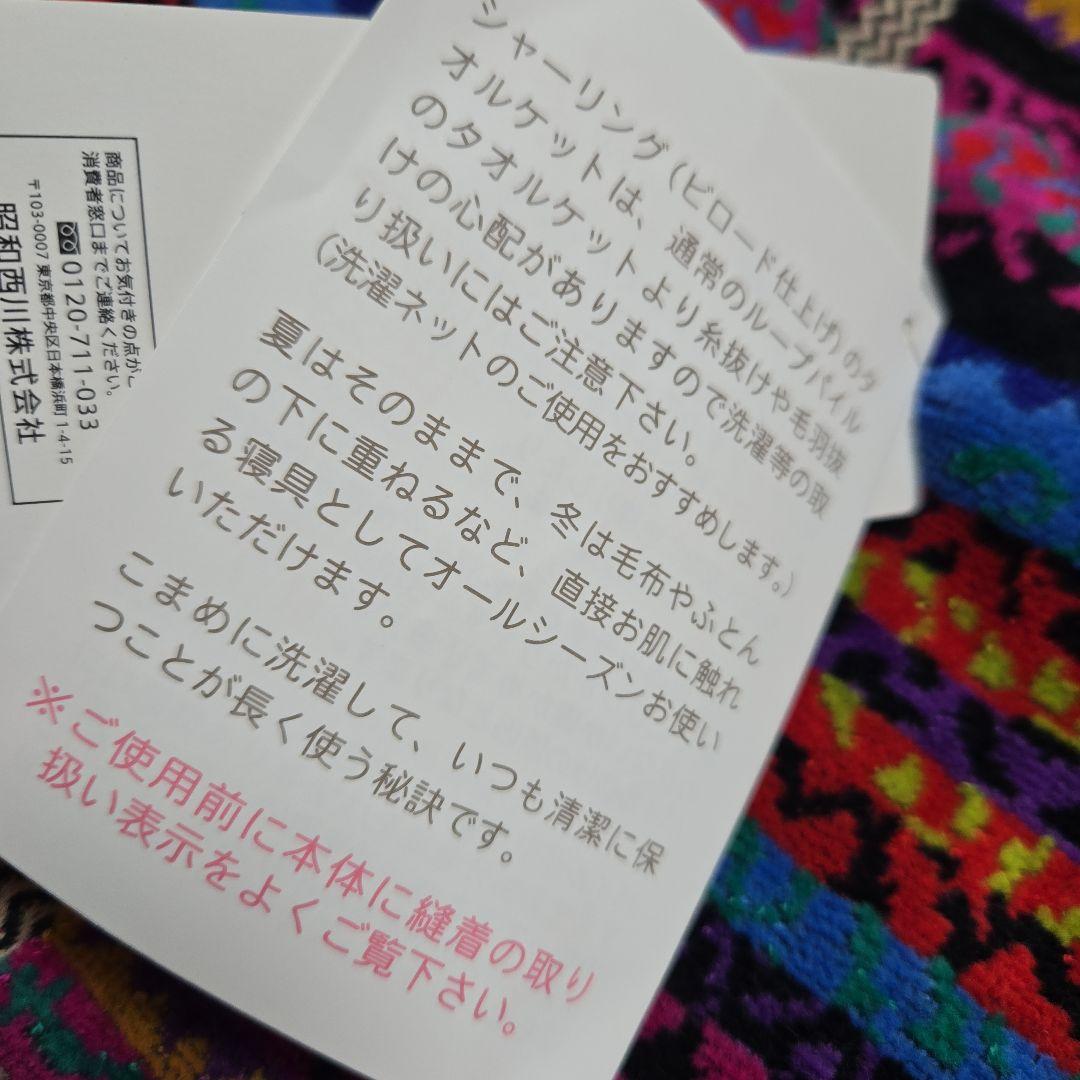 シャーリング(ビロード仕上げ)のタ
オルケットは、通常のループパイル
のタオルケットより糸抜けや毛羽抜
けの心配がありますので洗濯等の取
り扱いにはご注意下さい。
(洗濯ネットのご使用をおすすめします。)
夏はそのままで、冬は毛布やふとん
の下に重ねるなど、直接お肌に触れ
る寝具としてオールシーズンお使い
いただけます。
こまめに洗濯して、いつも清潔に保
つことが長く使う秘訣です。
※ご使用前に本体に縫着の取り
扱い表示をよくご覧下さい。
商品についてお気付きの点がご
消費者窓口までご連絡ください。
0120-711-033
〒103-0007 東京都中央区日本橋浜町 1-4-15
昭和西川株式会社